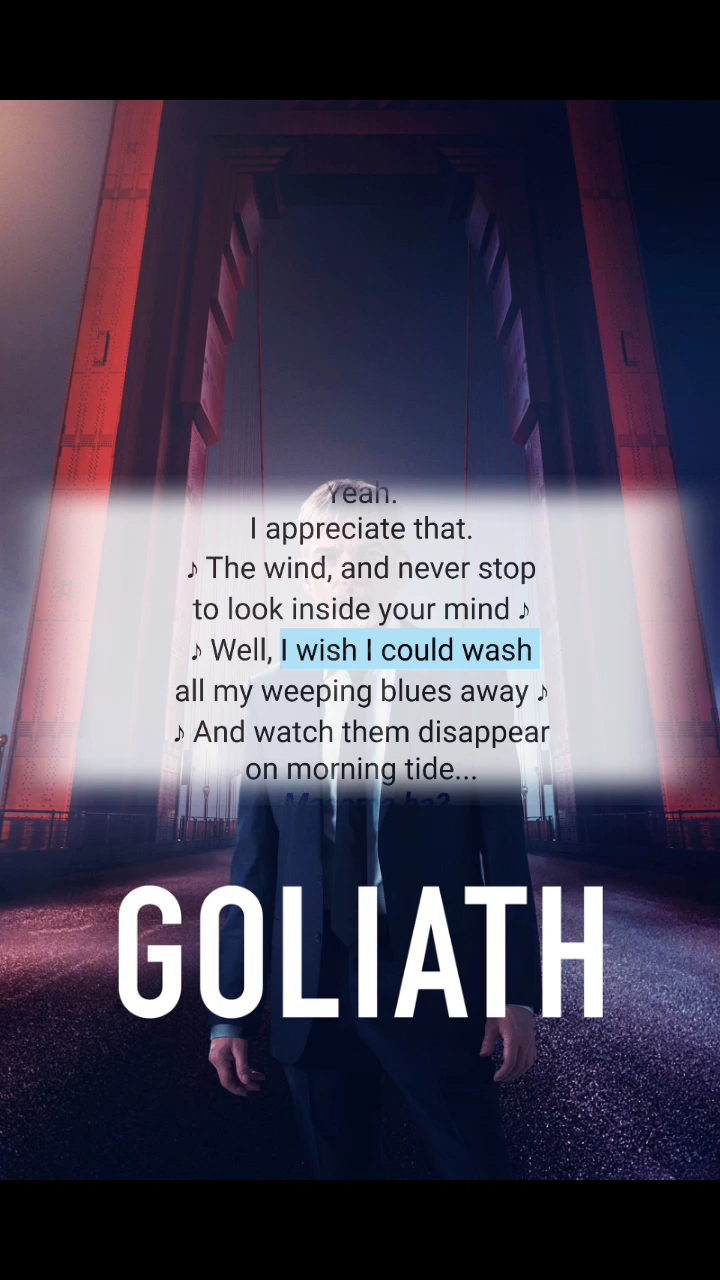 Yeah.
I appreciate that.
♪ The wind, and never stop
to look inside your mind ♪
♪ Well, I wish I could wash
all my weeping blues away ♪
♪ And watch them disappear
on morning tide...
GOLIATH